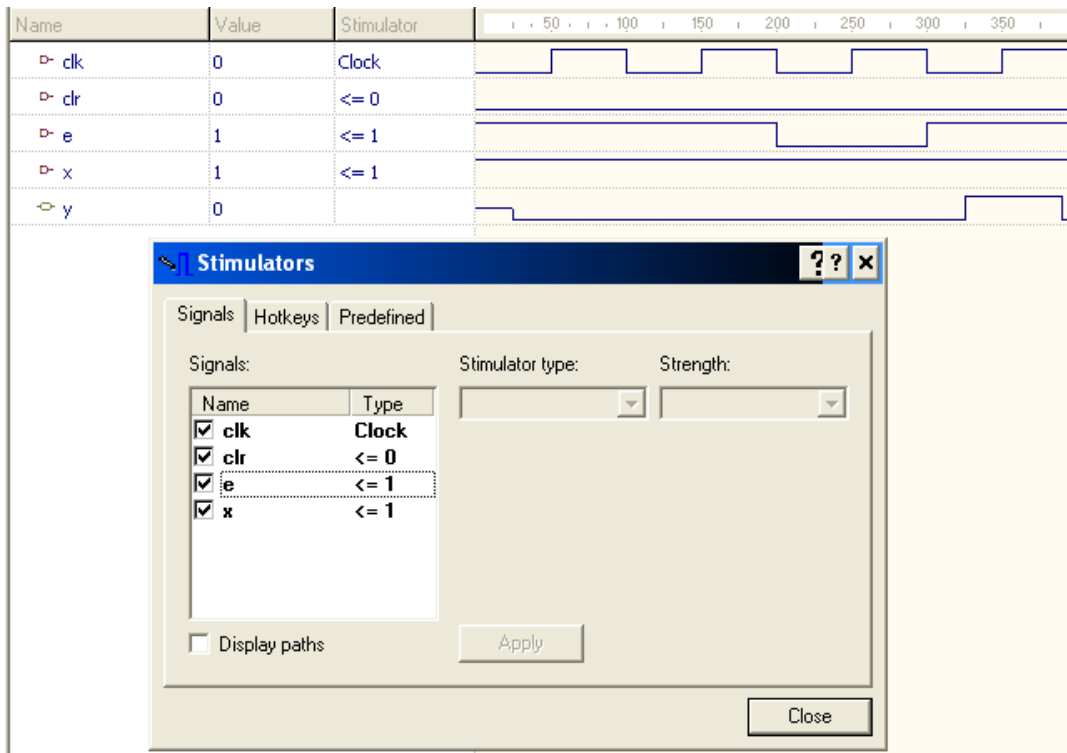 Name Value Stimulator 50 100 150 200 250 300 350
clk 0 Clock
clr 0 <= 0
e 1 <= 1
x 1 <= 1
y 0
Stimulators ? ?
Signals Hotkeys Predefined
Signals: Stimulator type: Strength:
Name Type
clk Clock
clr <= 0
e <= 1
x <= 1
Display paths Apply
Close